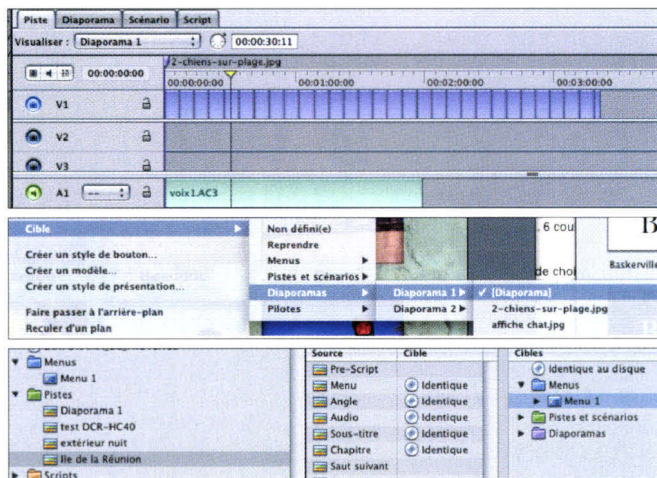 Piste Diaporama Scénario Script
Visualiser : Diaporama 1 00:00:30:11
2-chiens-sur-plage.jpg
00:00:00:00 00:00:00:00 00:01:00:00 00:02:00:00 00:03:00:00
V1
V2
V3
A1 -- voix1.AC3
Cible Non défini(e) . 6 cou B
Reprendre
Créer un style de bouton... Menus Baskerville
Créer un modèle... Pistes et scénarios de choi
Créer un style de présentation... Diaporamas Diaporama 1 ✓ [Diaporama]
Pilotes Diaporama 2 2-chiens-sur-plage.jpg
Faire passer à l'arrière-plan affiche chat.jpg
Reculer d'un plan
Source Cible Cibles
Menus Pre-Script Identique au disque
Menu 1 Menu Identique Menus
Pistes Angle Identique Menu 1
Diaporama 1 Audio Identique Pistes et scénarios
test DCR-HC40 Sous-titre Identique Diaporamas
extérieur nuit Chapitre Identique
Ile de la Réunion Saut suivant
Scripts